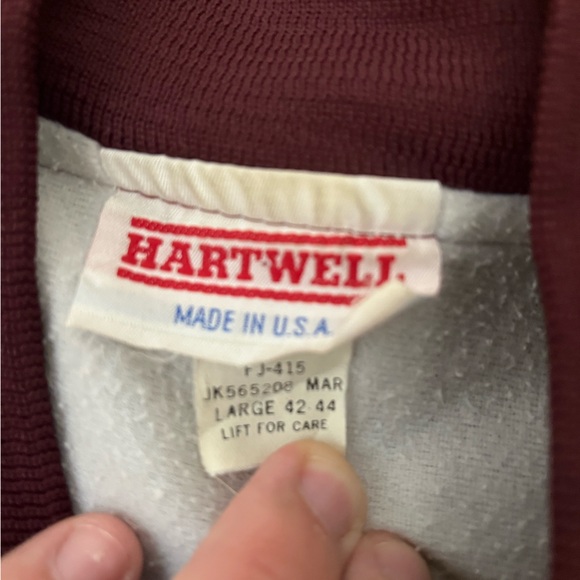 HARTWELL
MADE IN U.S.A
FJ-415
JK565208 MAR
LARGE 42-44
LIFT FOR CARE